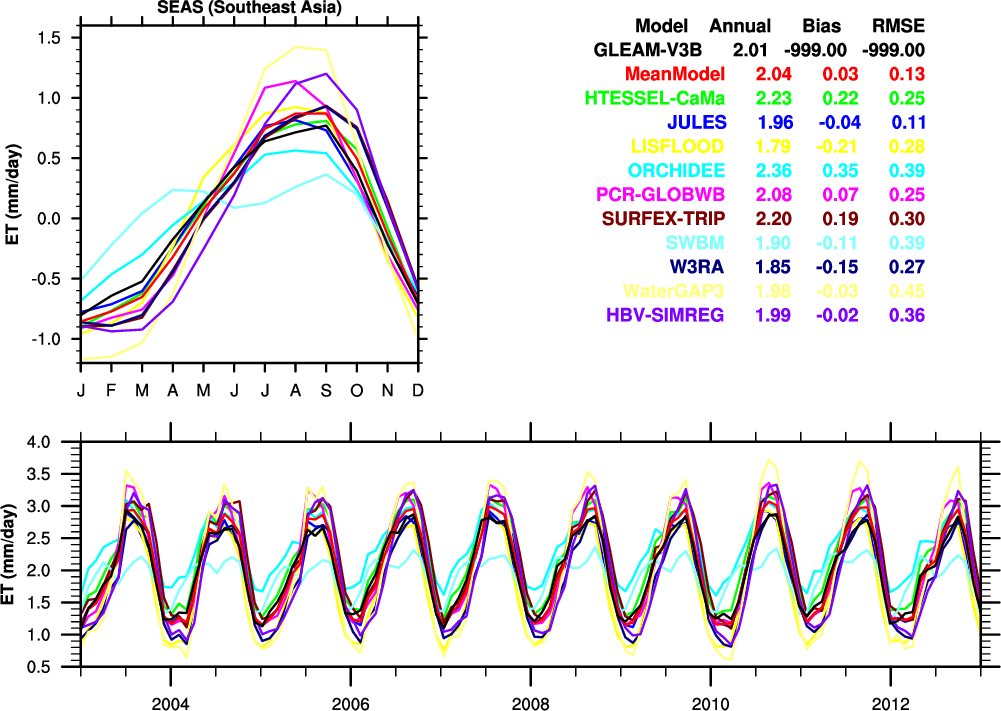 SEAS (Southeast Asia)
ET (mm/day)
1.5
1.0
0.5
0.0
-0.5
-1.0
J F M A M J J A S O N D
Model Annual Bias RMSE
GLEAM-V3B 2.01 -999.00 -999.00
MeanModel 2.04 0.03 0.13
HTESSEL-CaMa 2.23 0.22 0.25
JULES 1.96 -0.04 0.11
LISFLOOD 1.79 -0.21 0.28
ORCHIDEE 2.36 0.35 0.39
PCR-GLOBWB 2.08 0.07 0.25
SURFEX-TRIP 2.20 0.19 0.30
SWBM 1.90 -0.11 0.39
W3RA 1.85 -0.15 0.27
WaterGAP3 1.98 -0.03 0.45
HBV-SIMREG 1.99 -0.02 0.36
ET (mm/day)
4.0
3.5
3.0
2.5
2.0
1.5
1.0
0.5
2004 2006 2008 2010 2012